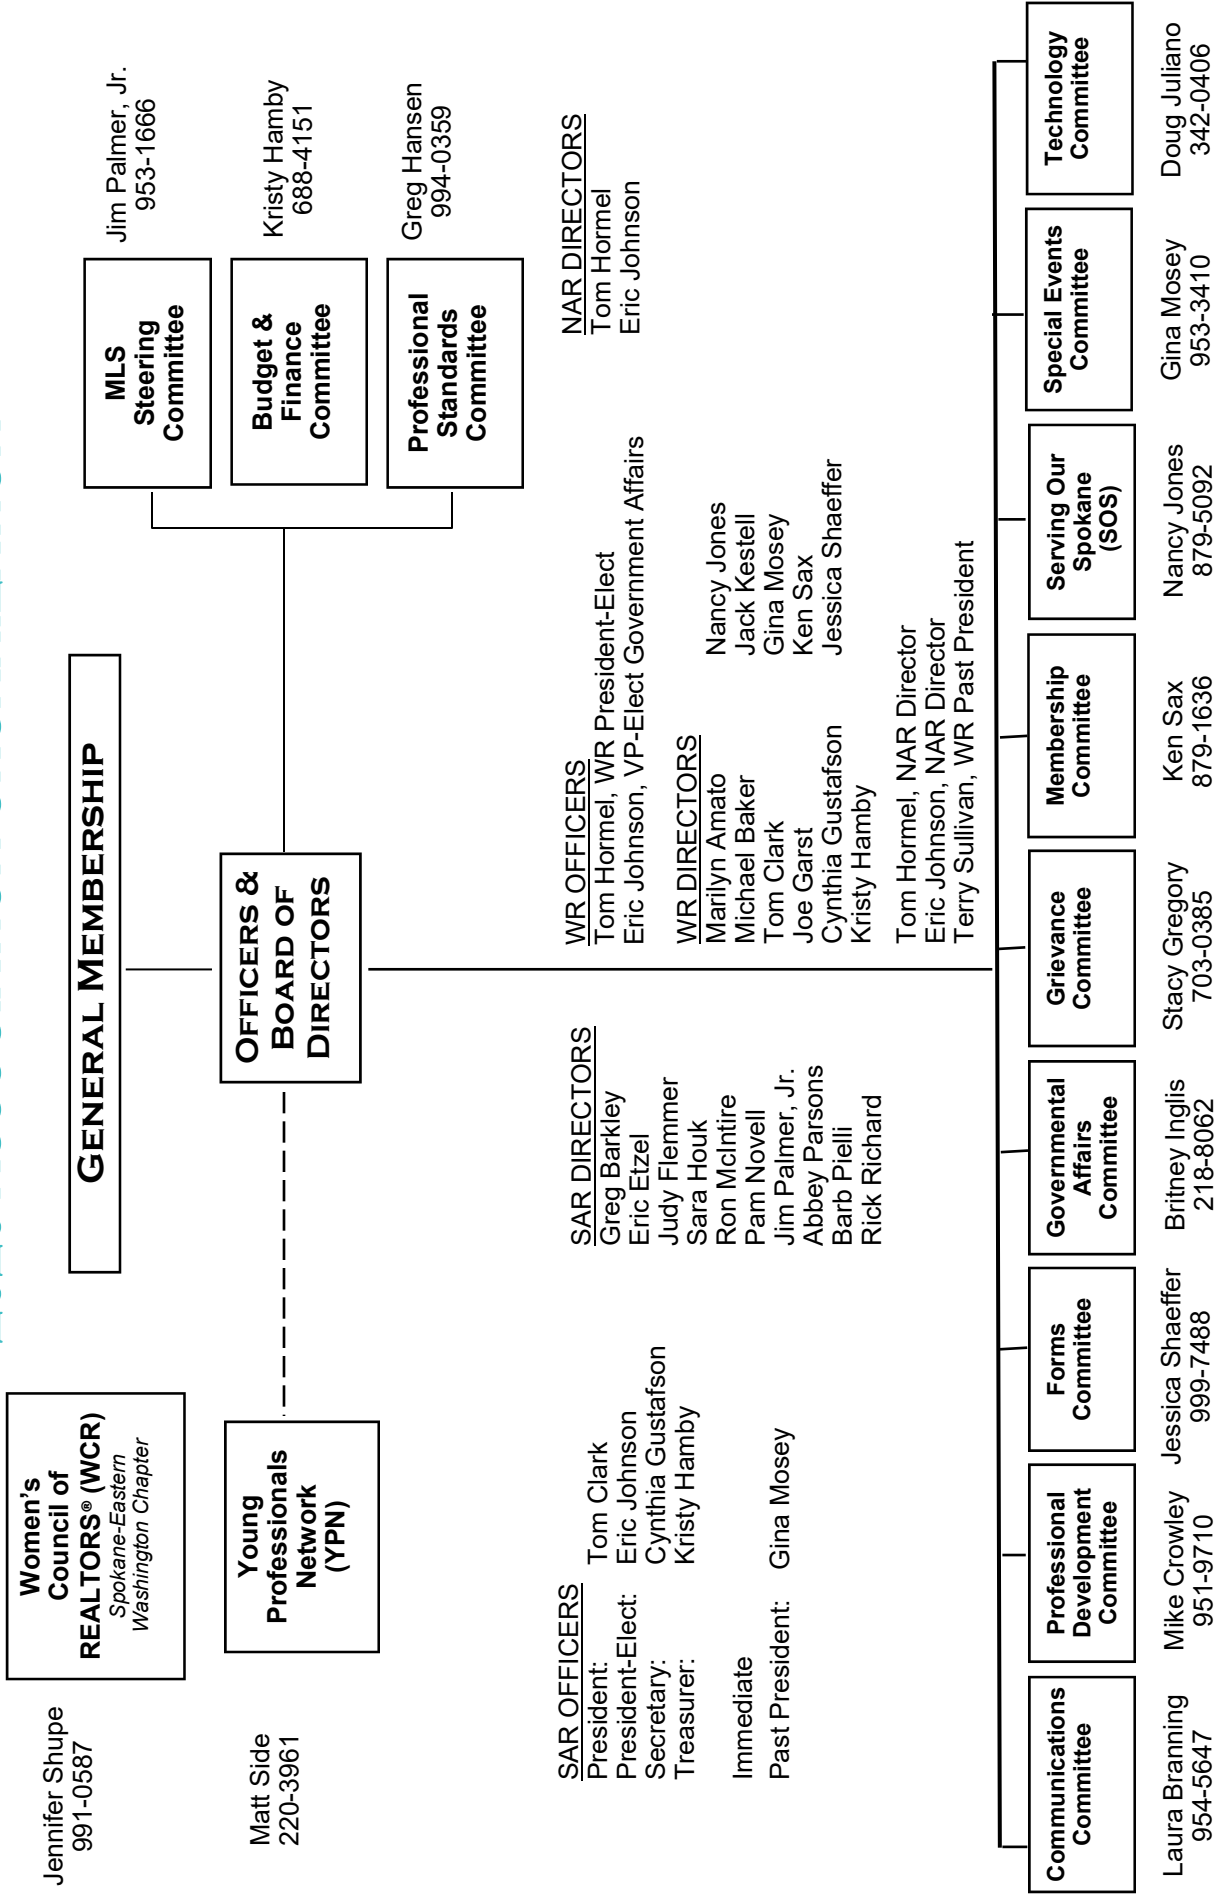 Women's
Council of
REALTORS® (WCR)
Spokane-Eastern
Washington Chapter
Jennifer Shupe
991-0587
GENERAL MEMBERSHIP
MLS
Steering
Committee
Jim Palmer, Jr.
953-1666
Young
Professionals
Network
(YPN)
Matt Side
220-3961
OFFICERS &
BOARD OF
DIRECTORS
Budget &
Finance
Committee
Kristy Hamby
688-4151
Professional
Standards
Committee
Greg Hansen
994-0359
SAR OFFICERS
President: Tom Clark
President-Elect: Eric Johnson
Secretary: Cynthia Gustafson
Treasurer: Kristy Hamby
Immediate
Past President: Gina Mosey
SAR DIRECTORS
Greg Barkley
Eric Etzel
Judy Flemmer
Sara Houk
Ron McIntire
Pam Novell
Jim Palmer, Jr.
Abbey Parsons
Barb Pielli
Rick Richard
WR OFFICERS
Tom Hormel, WR President-Elect
Eric Johnson, VP-Elect Government Affairs
WR DIRECTORS
Marilyn Amato
Michael Baker
Tom Clark
Joe Garst
Cynthia Gustafson
Kristy Hamby
Nancy Jones
Jack Kestell
Gina Mosey
Ken Sax
Jessica Shaeffer
Tom Hormel, NAR Director
Eric Johnson, NAR Director
Terry Sullivan, WR Past President
NAR DIRECTORS
Tom Hormel
Eric Johnson
Communications
Committee
Laura Branning
954-5647
Professional
Development
Committee
Mike Crowley
951-9710
Forms
Committee
Jessica Shaeffer
999-7488
Governmental
Affairs
Committee
Britney Inglis
218-8062
Grievance
Committee
Stacy Gregory
703-0385
Membership
Committee
Ken Sax
879-1636
Serving Our
Spokane
(SOS)
Nancy Jones
879-5092
Special Events
Committee
Gina Mosey
953-3410
Technology
Committee
Doug Juliano
342-0406